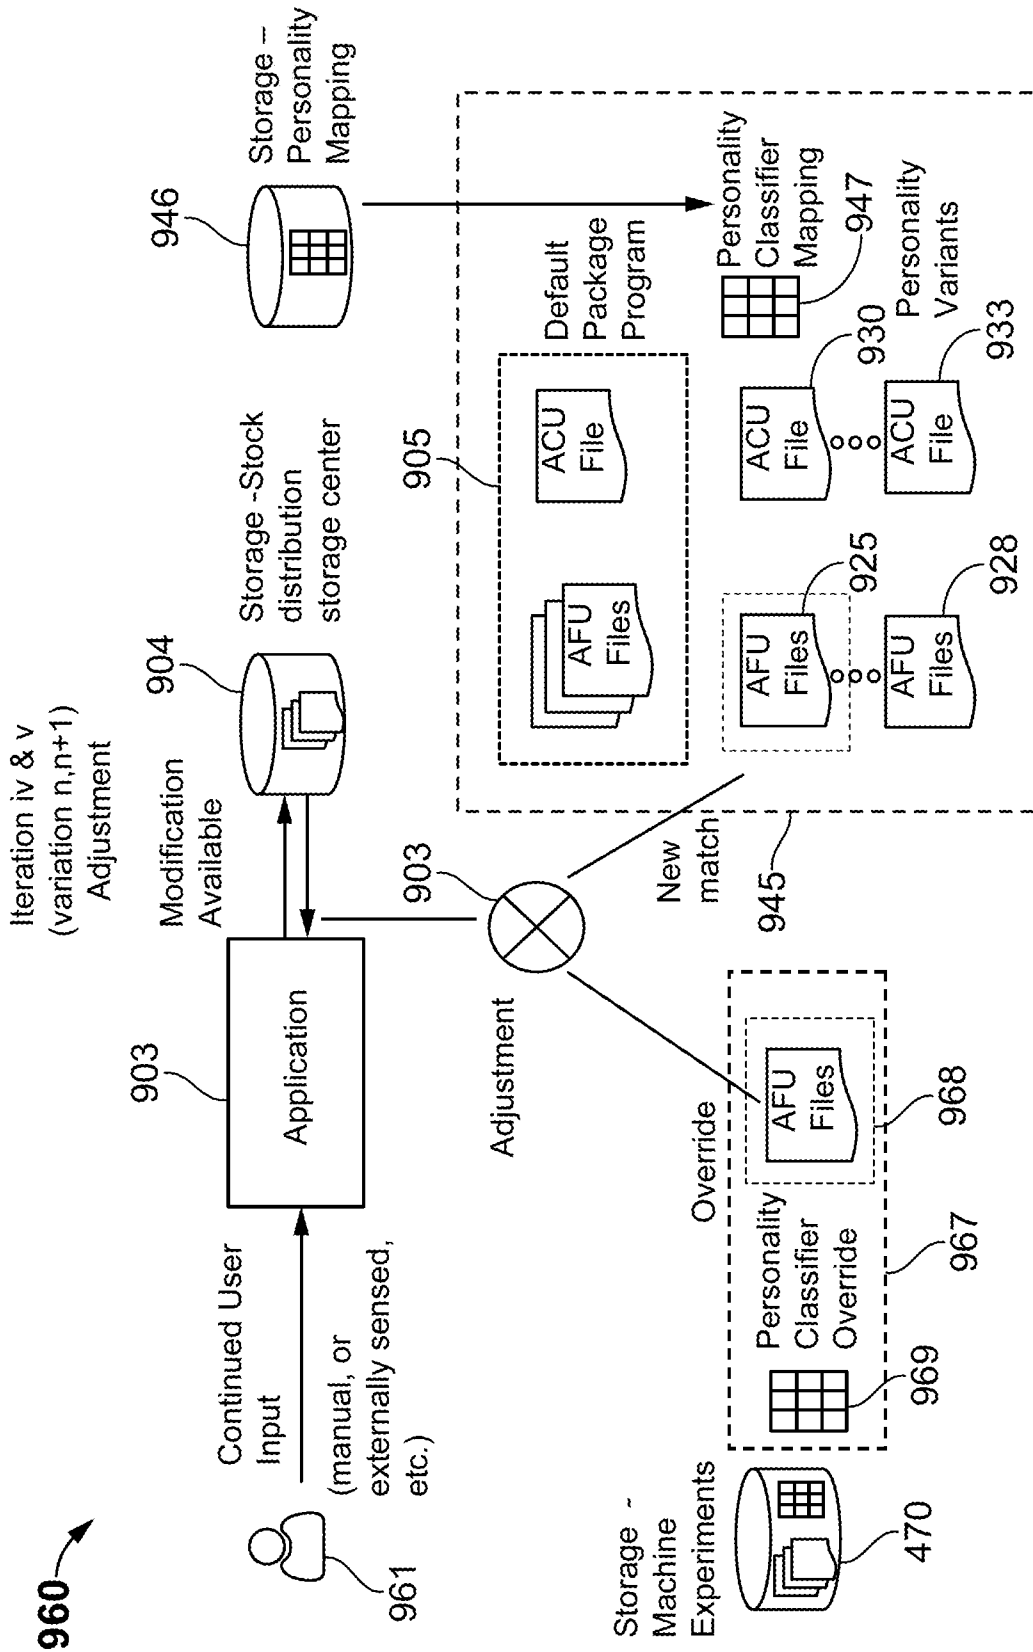 960
Iteration iv & v
(variation n,n+1)
Adjustment
961
Continued User
Input
(manual, or
externally sensed,
etc.)
903
Application
Modification
Available
904
Storage -Stock
distribution
storage center
946
Storage –
Personality
Mapping
Adjustment
903
905
Default
Package
Program
AFU
Files
ACU
File
Override
New
match
945
Personality
Classifier
Mapping
947
Storage -
Machine
Experiments
470
969
Personality
Classifier
Override
967
AFU
Files
968
AFU
Files
925
ACU
File
930
Personality
Variants
AFU
Files
928
ACU
File
933